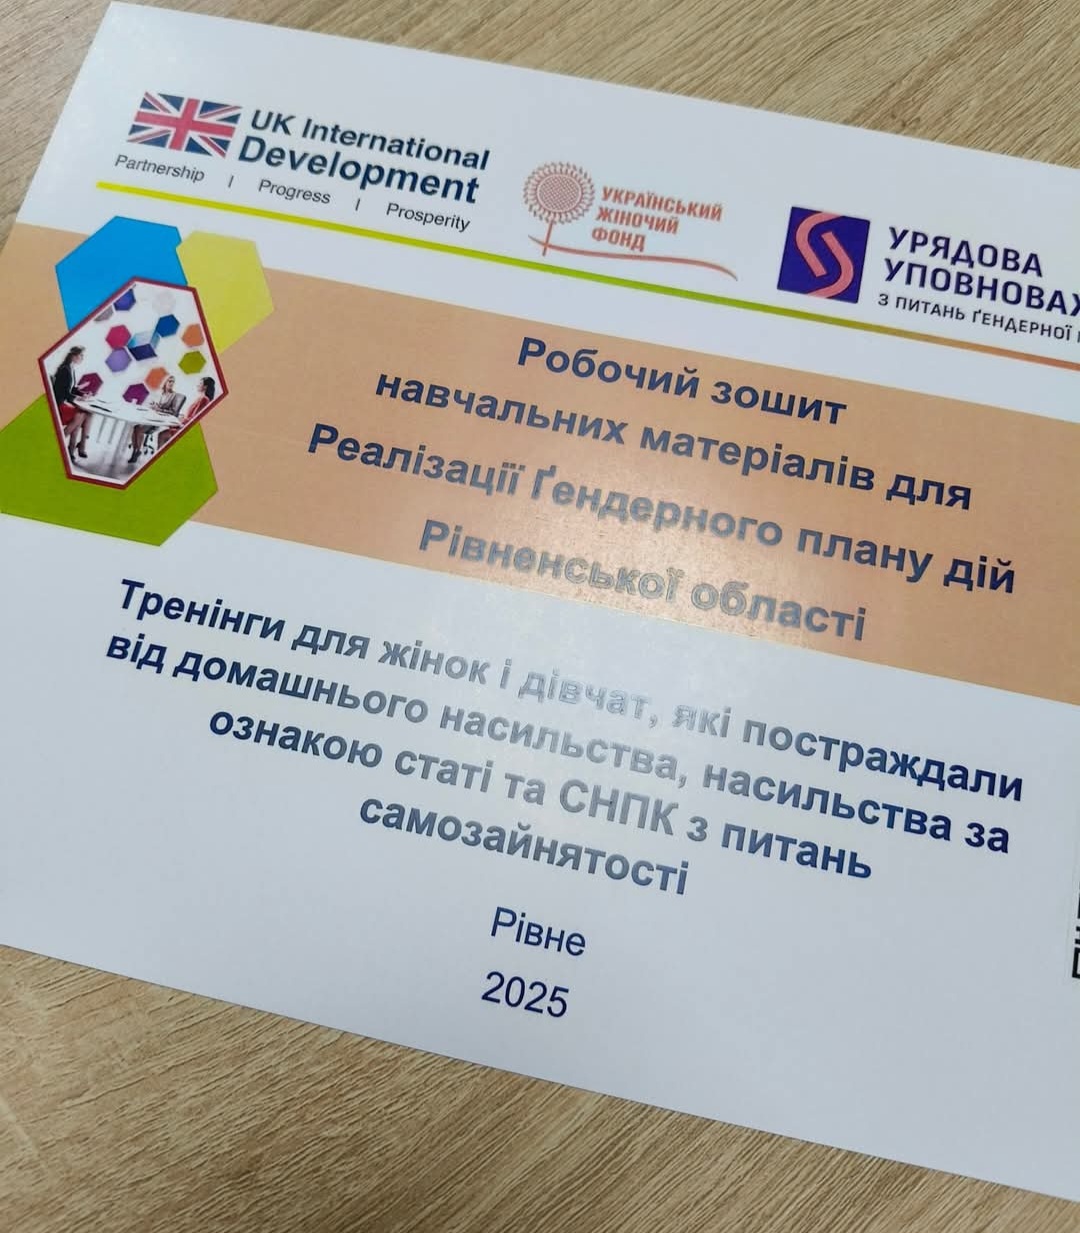 UK International
Development
Partnership | Progress | Prosperity
УКРАЇНСЬКИЙ
ЖІНОЧИЙ
ФОНД
УРЯДОВА
УПОВНОВАЖ
З ПИТАНЬ ҐЕНДЕРНОЇ
Робочий зошит
навчальних матеріалів для
Реалізації Ґендерного плану дій
Рівненської області
Тренінги для жінок і дівчат, які постраждали
від домашнього насильства, насильства за
ознакою статі та СНПК з питань
самозайнятості
Рівне
2025